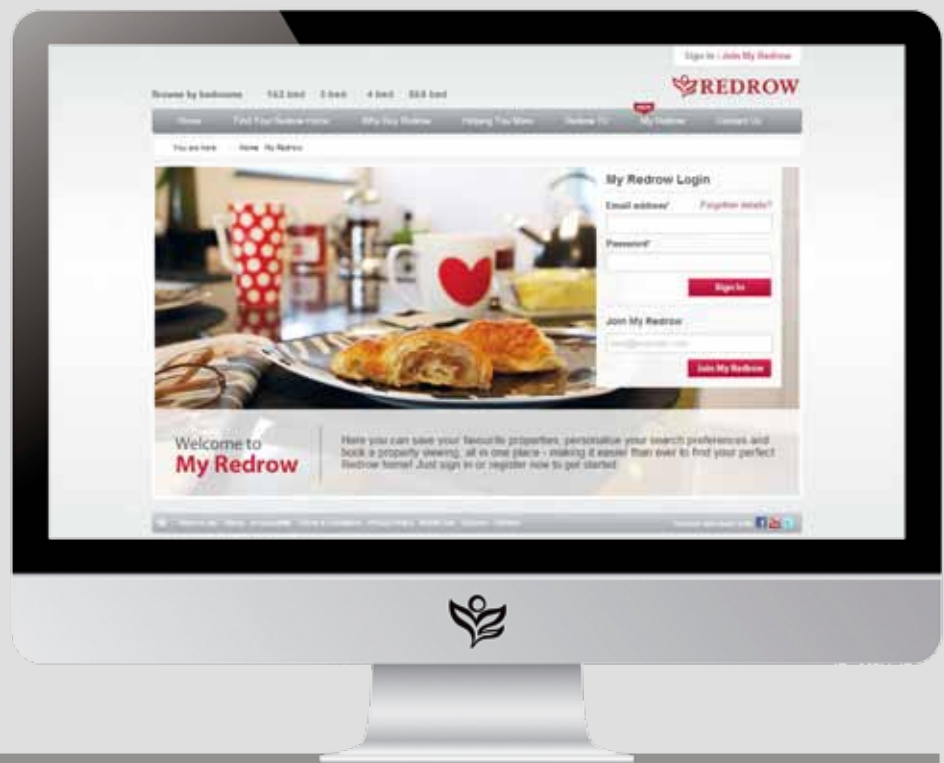 Sign In | Join My Redrow
REDROW
Browse by bedrooms 1&2 bed 3 bed 4 bed 5&6 bed
Home Find Your Redrow Home Why Buy Redrow Helping You Move Redrow TV My Redrow Contact Us
You are here Home My Redrow
My Redrow Login
Email address* Forgotten details?
Password*
Sign In
Join My Redrow
Join My Redrow
Welcome to
My Redrow
Here you can save your favourite properties, personalise your search preferences and
book a property viewing, all in one place - making it easier than ever to find your perfect
Redrow home! Just sign in or register now to get started